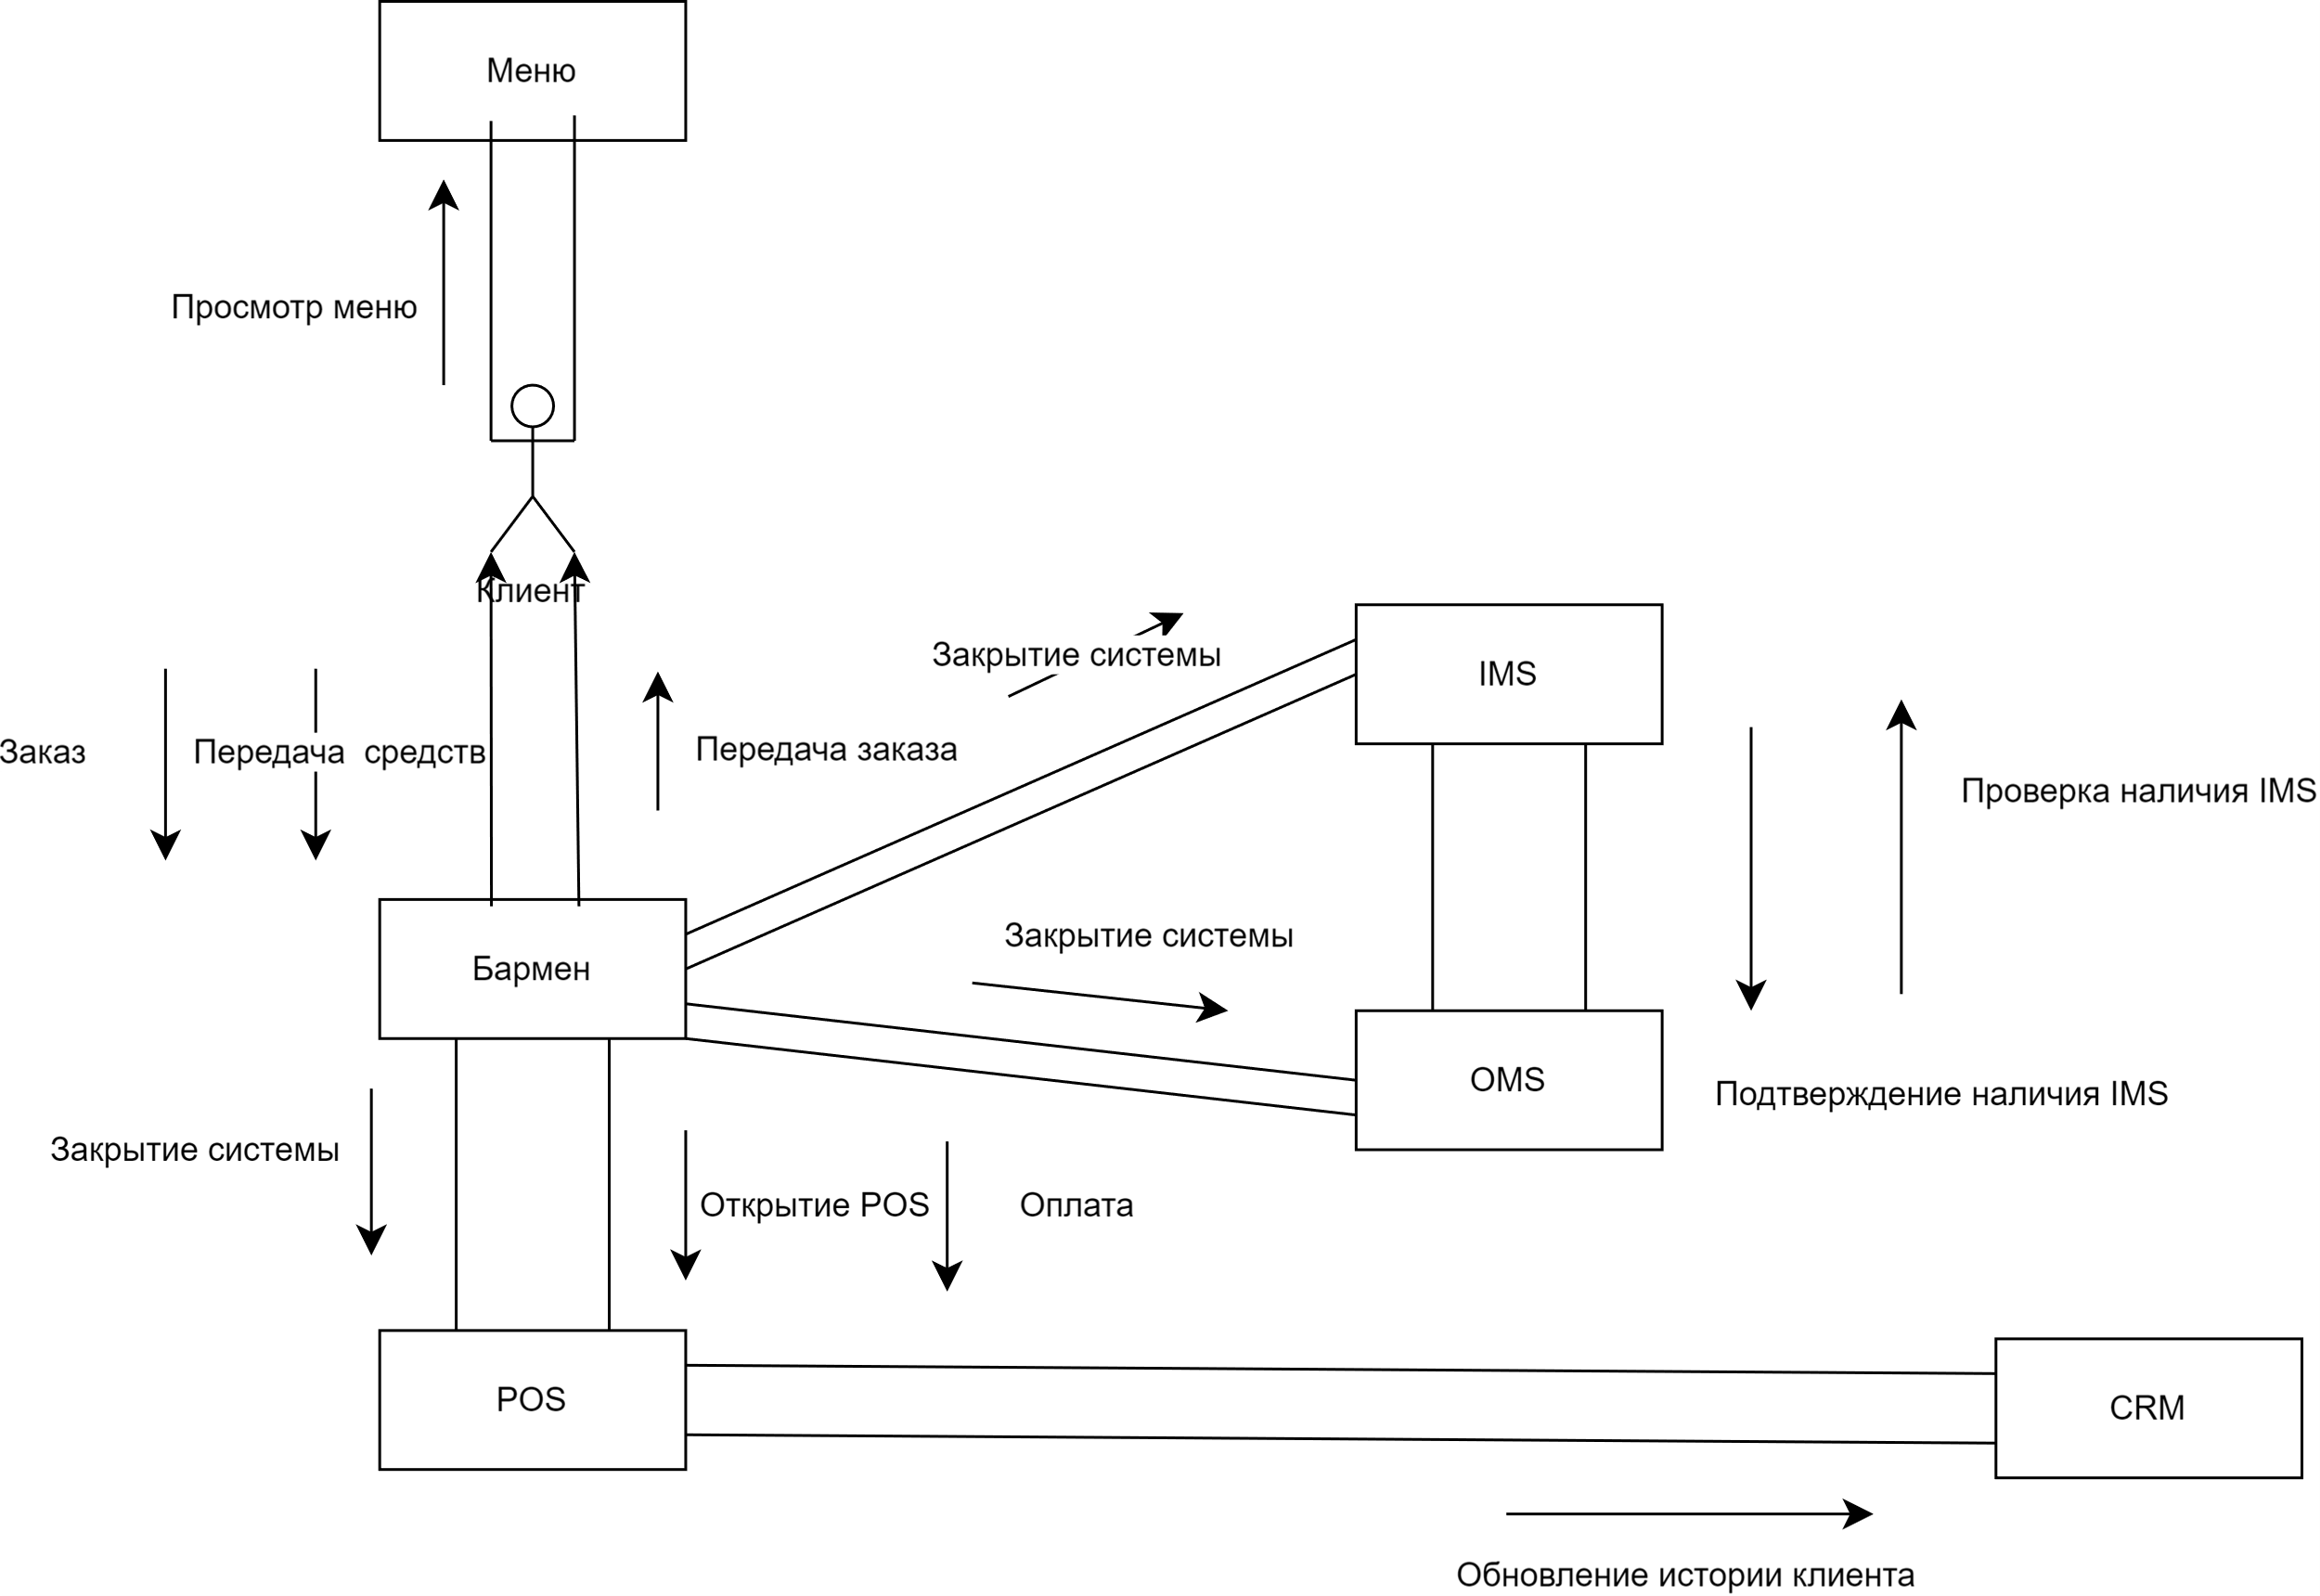 Меню
Просмотр меню
Клиент
Закрытие системы
IMS
Заказ
Передача средств
Передача заказа
Проверка наличия IMS
Закрытие системы
Бармен
OMS
Подтверждение наличия IMS
Закрытие системы
Открытие POS
Оплата
POS
CRM
Обновление истории клиента